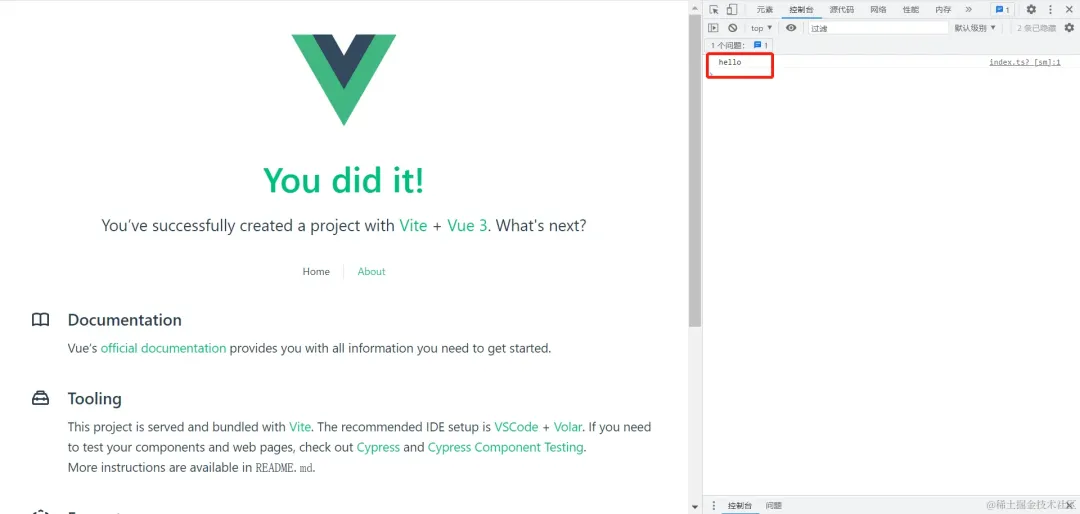 You did it!
You've successfully created a project with Vite + Vue 3. What's next?
Home About
Documentation
Vue's official documentation provides you with all information you need to get started.
Tooling
This project is served and bundled with Vite. The recommended IDE setup is VSCode + Volar. If you need
to test your components and web pages, check out Cypress and Cypress Component Testing.
More instructions are available in README.md.
元素 控制台 源代码 网络 性能 内存 » 1
top ▼ 过滤 默认级别 ▼ 2 条已隐藏
1 个问题: 1
hello index.ts? [sm]:1
控制台 问题
@稀土掘金技术社区